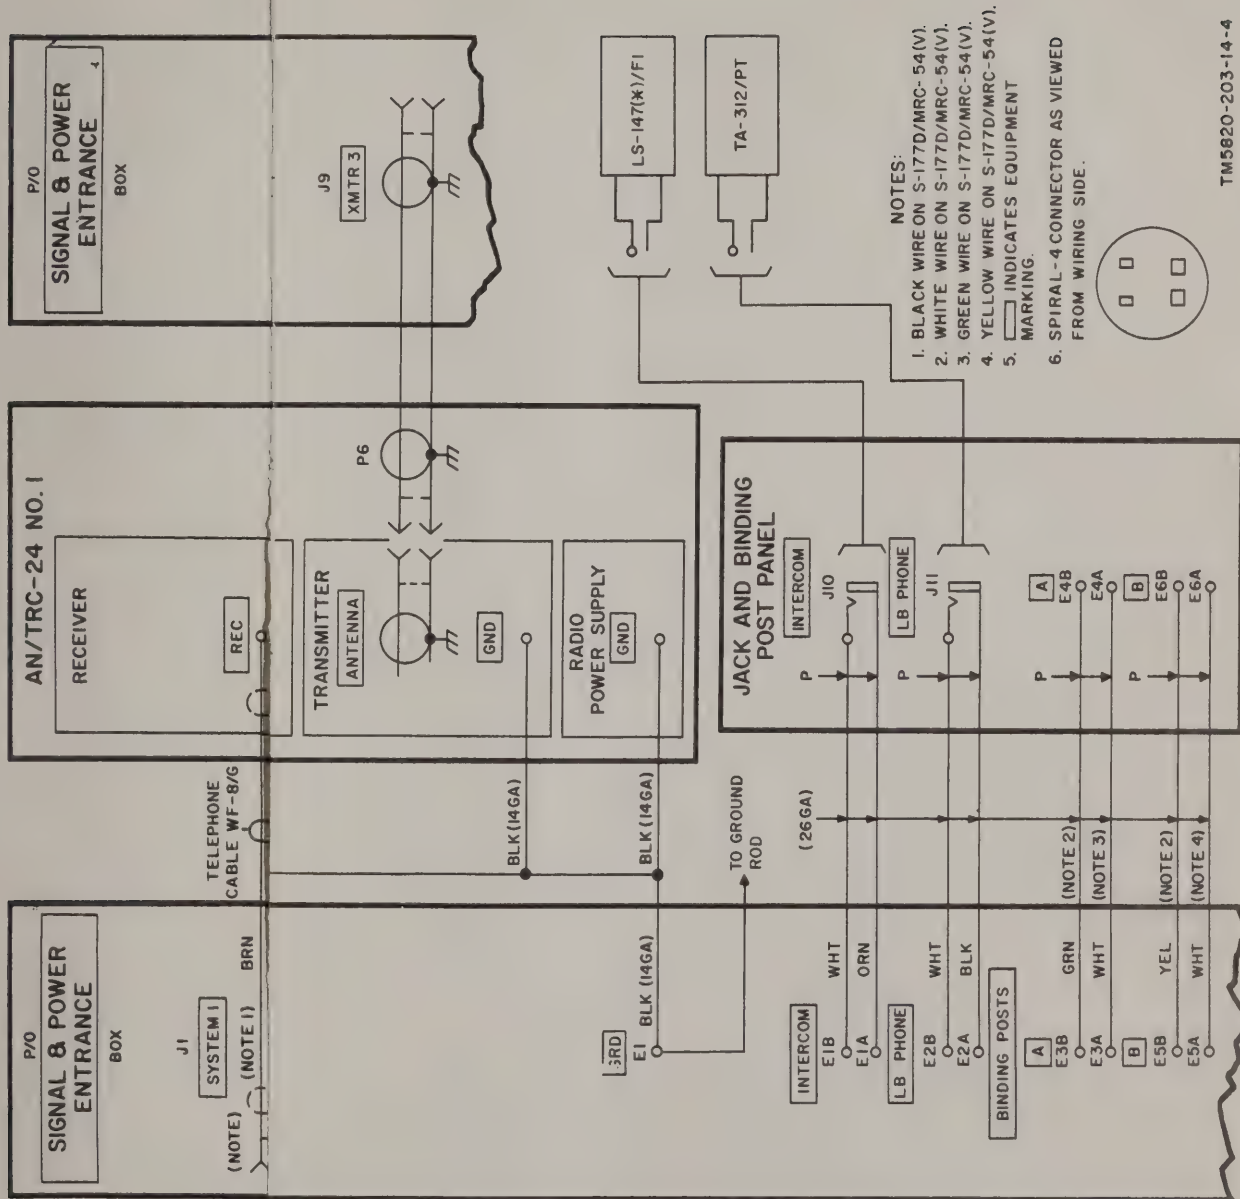 P/O
SIGNAL & POWER
ENTRANCE
BOX
J1
SYSTEM 1
(NOTE)
(NOTE 1)
BRN
TELEPHONE
CABLE WF-8/G
GRD
E1
BLK (14GA)
TO GROUND
ROD
BLK (14GA)
BLK (14GA)
INTERCOM
E1B
WHT
E1A
ORN
LB PHONE
E2B
WHT
E2A
BLK
BINDING POSTS
A
E3B
GRN
(NOTE 2)
E3A
WHT
(NOTE 3)
B
E5B
YEL
(NOTE 2)
E5A
WHT
(NOTE 4)
(26GA)
AN/TRC-24 NO. 1
RECEIVER
REC
TRANSMITTER
ANTENNA
GND
RADIO
POWER SUPPLY
GND
P6
JACK AND BINDING
POST PANEL
INTERCOM
P
J10
LB PHONE
P
J11
A
P
E4B
E4A
B
P
E6B
E6A
P/O
SIGNAL & POWER
ENTRANCE
4
BOX
J9
XMTR 3
LS-147(*)/FI
TA-312/PT
NOTES:
1. BLACK WIRE ON S-177D/MRC-54(V).
2. WHITE WIRE ON S-177D/MRC-54(V).
3. GREEN WIRE ON S-177D/MRC-54(V).
4. YELLOW WIRE ON S-177D/MRC-54(V).
5. INDICATES EQUIPMENT
MARKING.
6. SPIRAL-4 CONNECTOR AS VIEWED
FROM WIRING SIDE.
TM5820-203-14-4